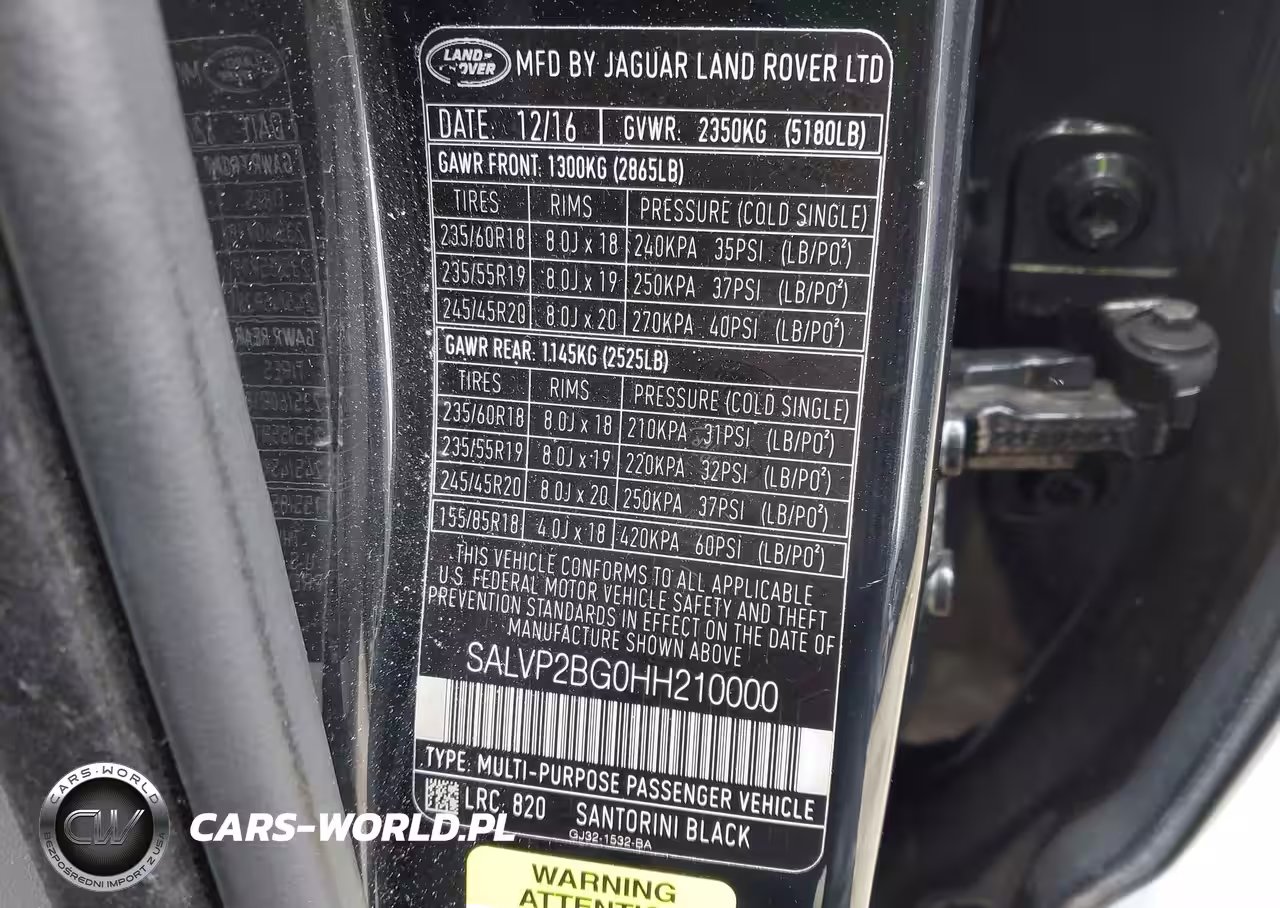 LAND ROVER
MFD BY JAGUAR LAND ROVER LTD
DATE: 12/16 GVWR: 2350KG (5180LB)
GAWR FRONT: 1300KG (2865LB)
TIRES RIMS PRESSURE (COLD SINGLE)
235/60R18 8.0J x 18 240KPA 35PSI (LB/PO²)
235/55R19 8.0J x 19 250KPA 37PSI (LB/PO²)
245/45R20 8.0J x 20 270KPA 40PSI (LB/PO²)
GAWR REAR: 1145KG (2525LB)
TIRES RIMS PRESSURE (COLD SINGLE)
235/60R18 8.0J x 18 210KPA 31PSI (LB/PO²)
235/55R19 8.0J x 19 220KPA 32PSI (LB/PO²)
245/45R20 8.0J x 20 250KPA 37PSI (LB/PO²)
155/85R18 4.0J x 18 420KPA 60PSI (LB/PO²)
THIS VEHICLE CONFORMS TO ALL APPLICABLE
U.S. FEDERAL MOTOR VEHICLE SAFETY AND THEFT
PREVENTION STANDARDS IN EFFECT ON THE DATE OF
MANUFACTURE SHOWN ABOVE
SALVP2BG0HH210000
TYPE: MULTI-PURPOSE PASSENGER VEHICLE
LRC 820 SANTORINI BLACK
GJ32-1532-BA
WARNING
ATTENTION
CARS-WORLD
CW
BEZPOŚREDNI IMPORT Z USA
CARS-WORLD.PL